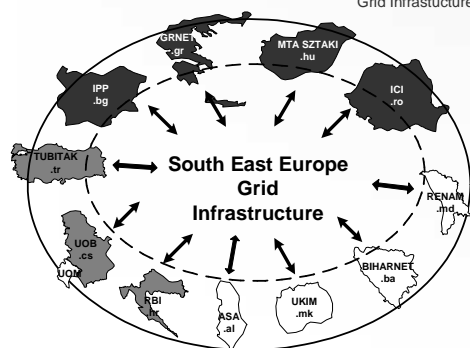 Grid Infrastructure
GRNET
.gr
MTA SZTAKI
.hu
IPP
.bg
ICI
.ro
TUBITAK
.tr
South East Europe
Grid
Infrastructure
RENAM
.md
UOB
.cs
UOM
BIHARNET
.ba
RBI
.hr
ASA
.al
UKIM
.mk